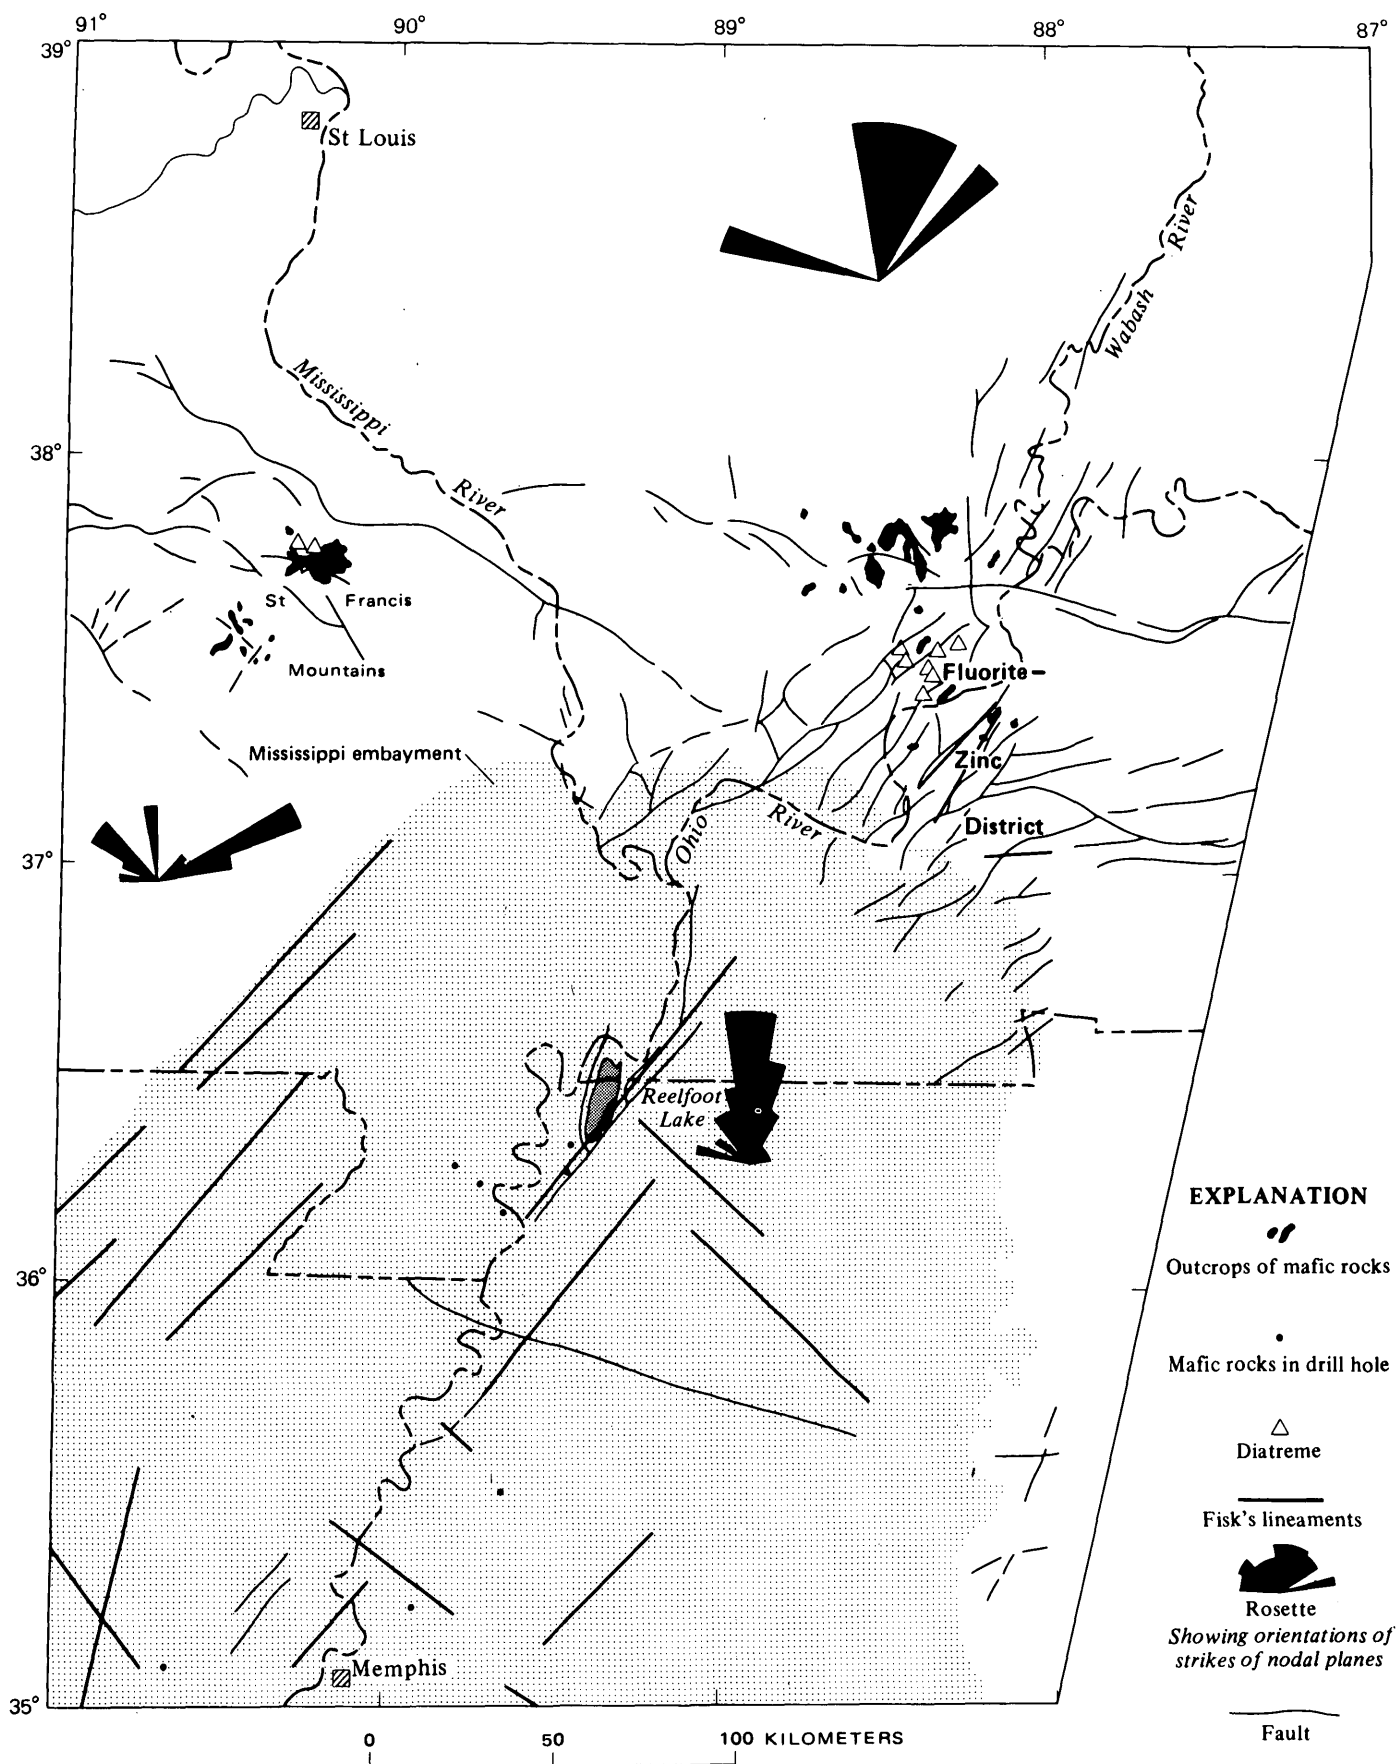 91°
90°
89°
88°
87°
39°
St Louis
River
Wabash
Mississippi
River
38°
St Francis
Mountains
Fluorite–
Mississippi embayment
Zinc
River
Ohio
District
37°
Reelfoot
Lake
36°
EXPLANATION
Outcrops of mafic rocks
Mafic rocks in drill hole
Diatreme
Fisk's lineaments
Rosette
Showing orientations of
strikes of nodal planes
Fault
Memphis
35°
0 50 100 KILOMETERS